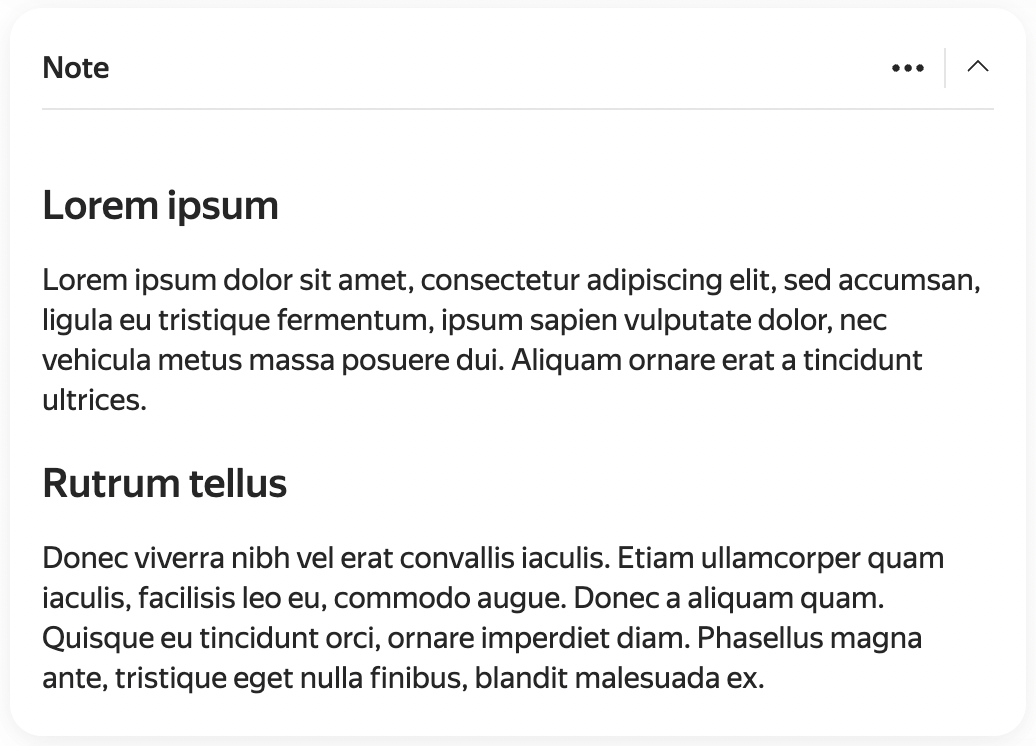 Note
Lorem ipsum
Lorem ipsum dolor sit amet, consectetur adipiscing elit, sed accumsan,
ligula eu tristique fermentum, ipsum sapien vulputate dolor, nec
vehicula metus massa posuere dui. Aliquam ornare erat a tincidunt
ultrices.
Rutrum tellus
Donec viverra nibh vel erat convallis iaculis. Etiam ullamcorper quam
iaculis, facilisis leo eu, commodo augue. Donec a aliquam quam.
Quisque eu tincidunt orci, ornare imperdiet diam. Phasellus magna
ante, tristique eget nulla finibus, blandit malesuada ex.